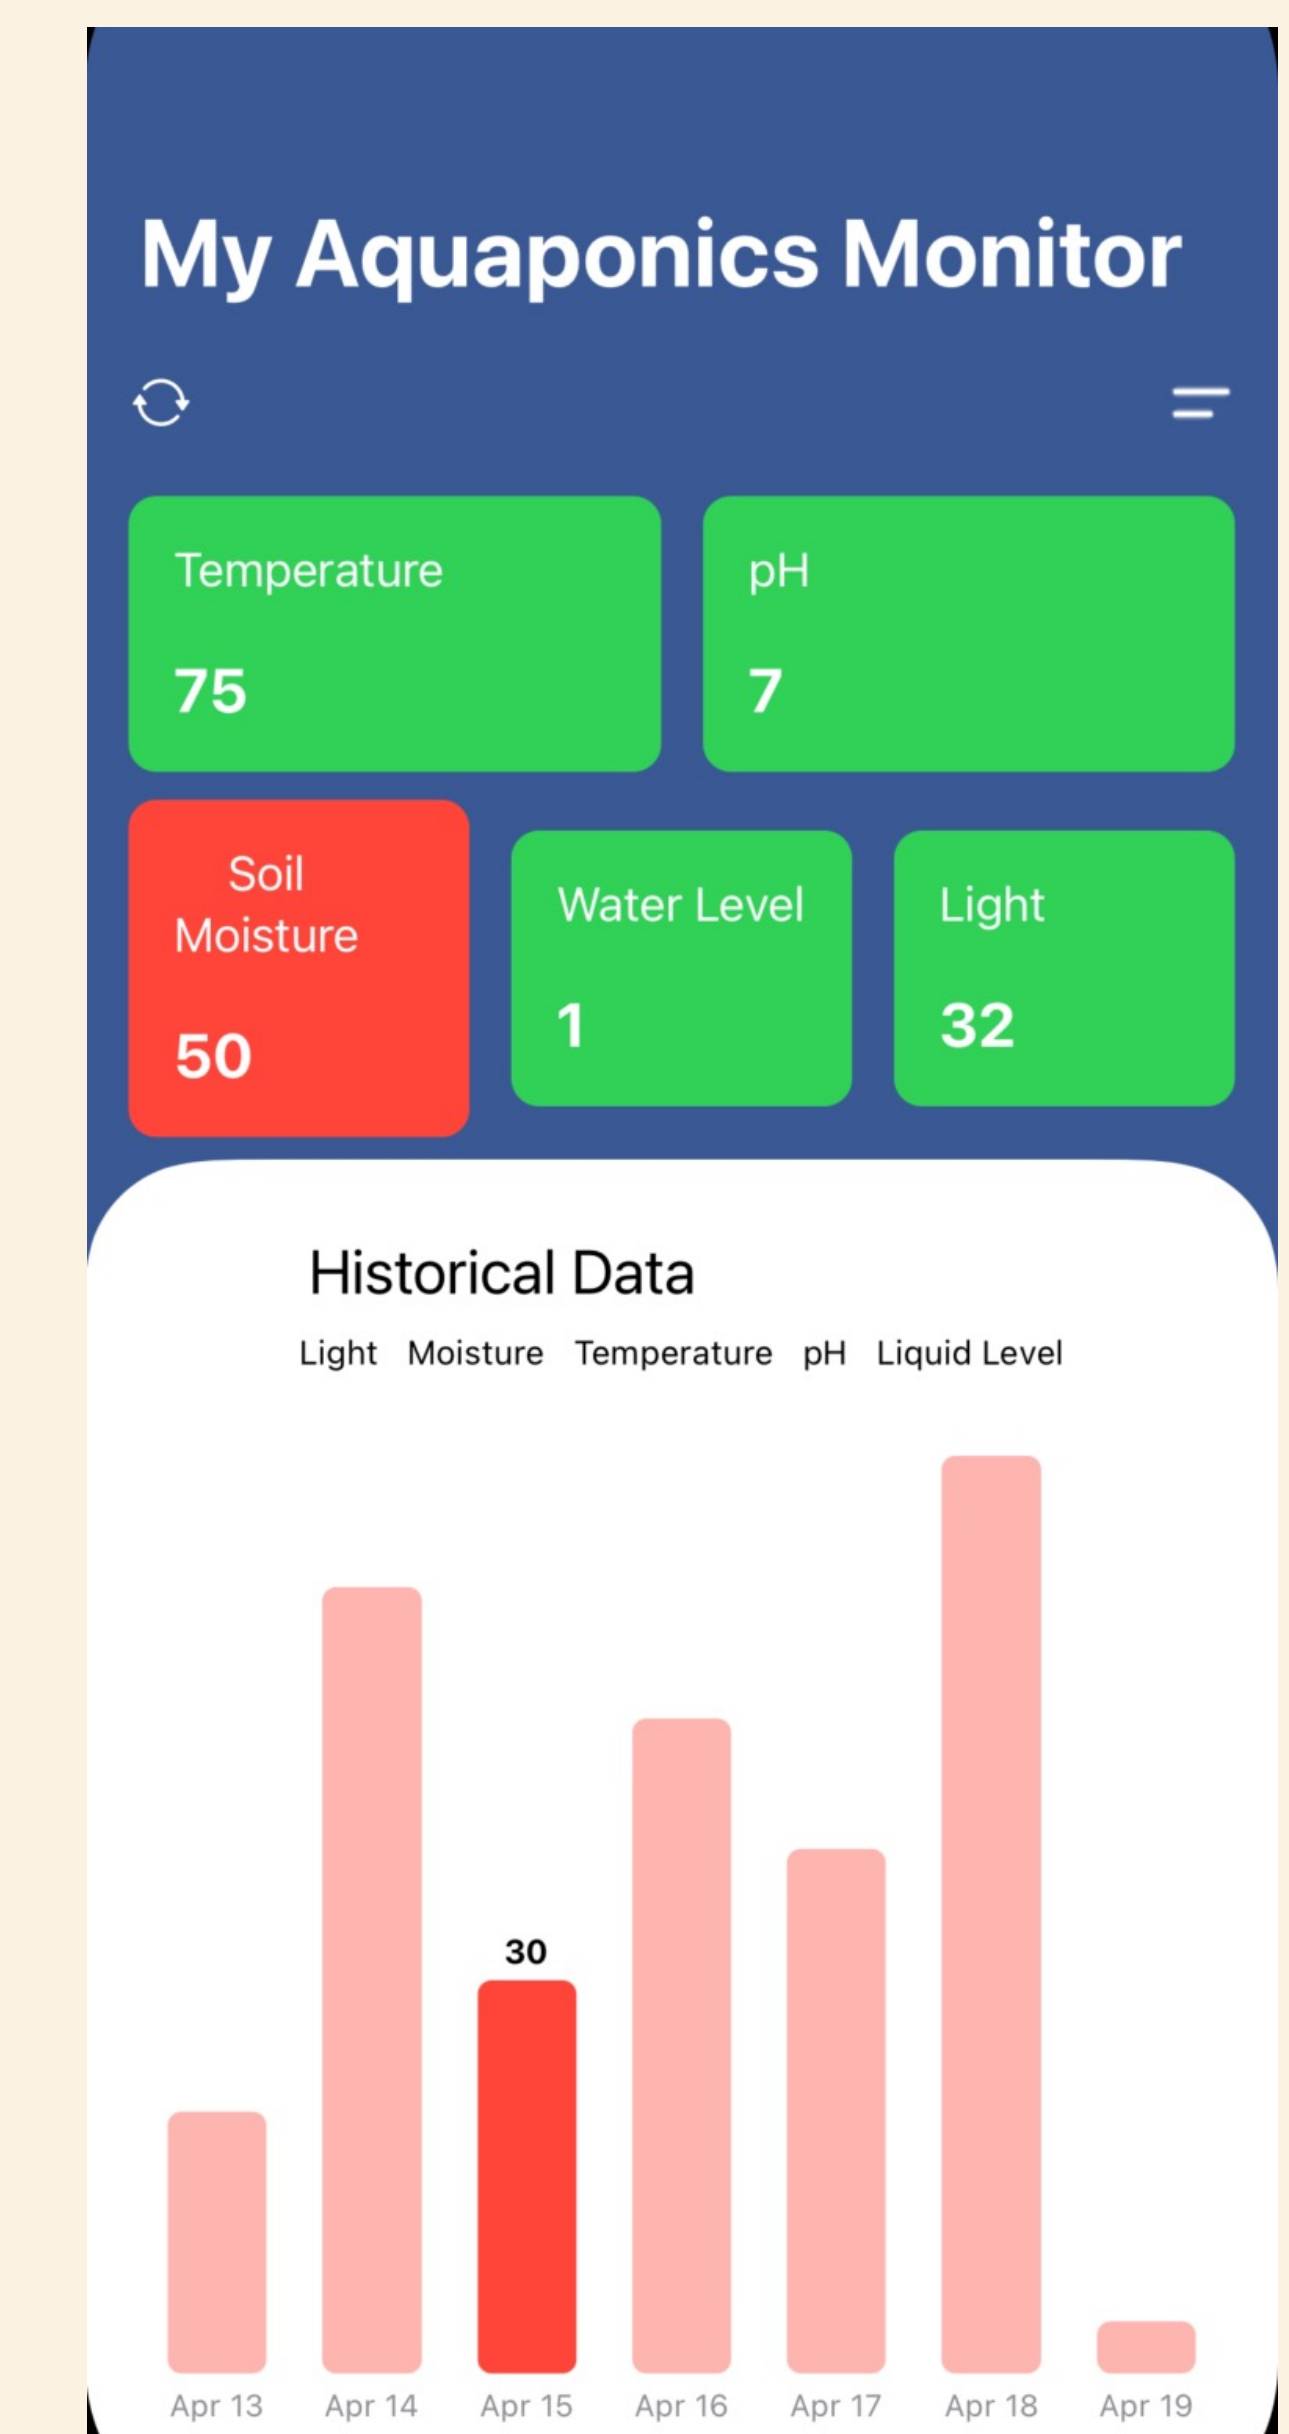 My Aquaponics Monitor
Temperature
75
pH
7
Soil
Moisture
50
Water Level
1
Light
32
Historical Data
Light Moisture Temperature pH Liquid Level
30
Apr 13 Apr 14 Apr 15 Apr 16 Apr 17 Apr 18 Apr 19